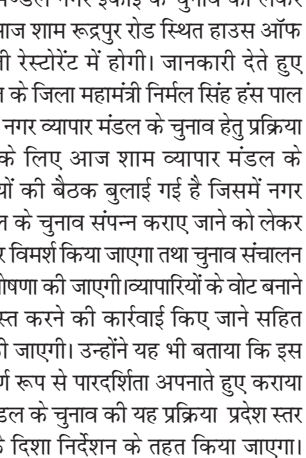 नगर इकाई के चुनाव को लेकर
आज शाम रूद्रपुर रोड स्थित हाउस ऑफ
रेस्टोरेंट में होगी। जानकारी देते हुए
के जिला महामंत्री निर्मल सिंह हंस पाल
नगर व्यापार मंडल के चुनाव हेतु प्रक्रिया
के लिए आज शाम व्यापार मंडल के
की बैठक बुलाई गई है जिसमें नगर
के चुनाव संपन्न कराए जाने को लेकर
विमर्श किया जाएगा तथा चुनाव संचालन
की जाएगी।व्यापारियों के वोट बनाने
करने की कार्रवाई किए जाने सहित
जाएगी। उन्होंने यह भी बताया कि इस
रूप से पारदर्शिता अपनाते हुए कराया
के चुनाव की यह प्रक्रिया प्रदेश स्तर
दिशा निर्देशन के तहत किया जाएगा।